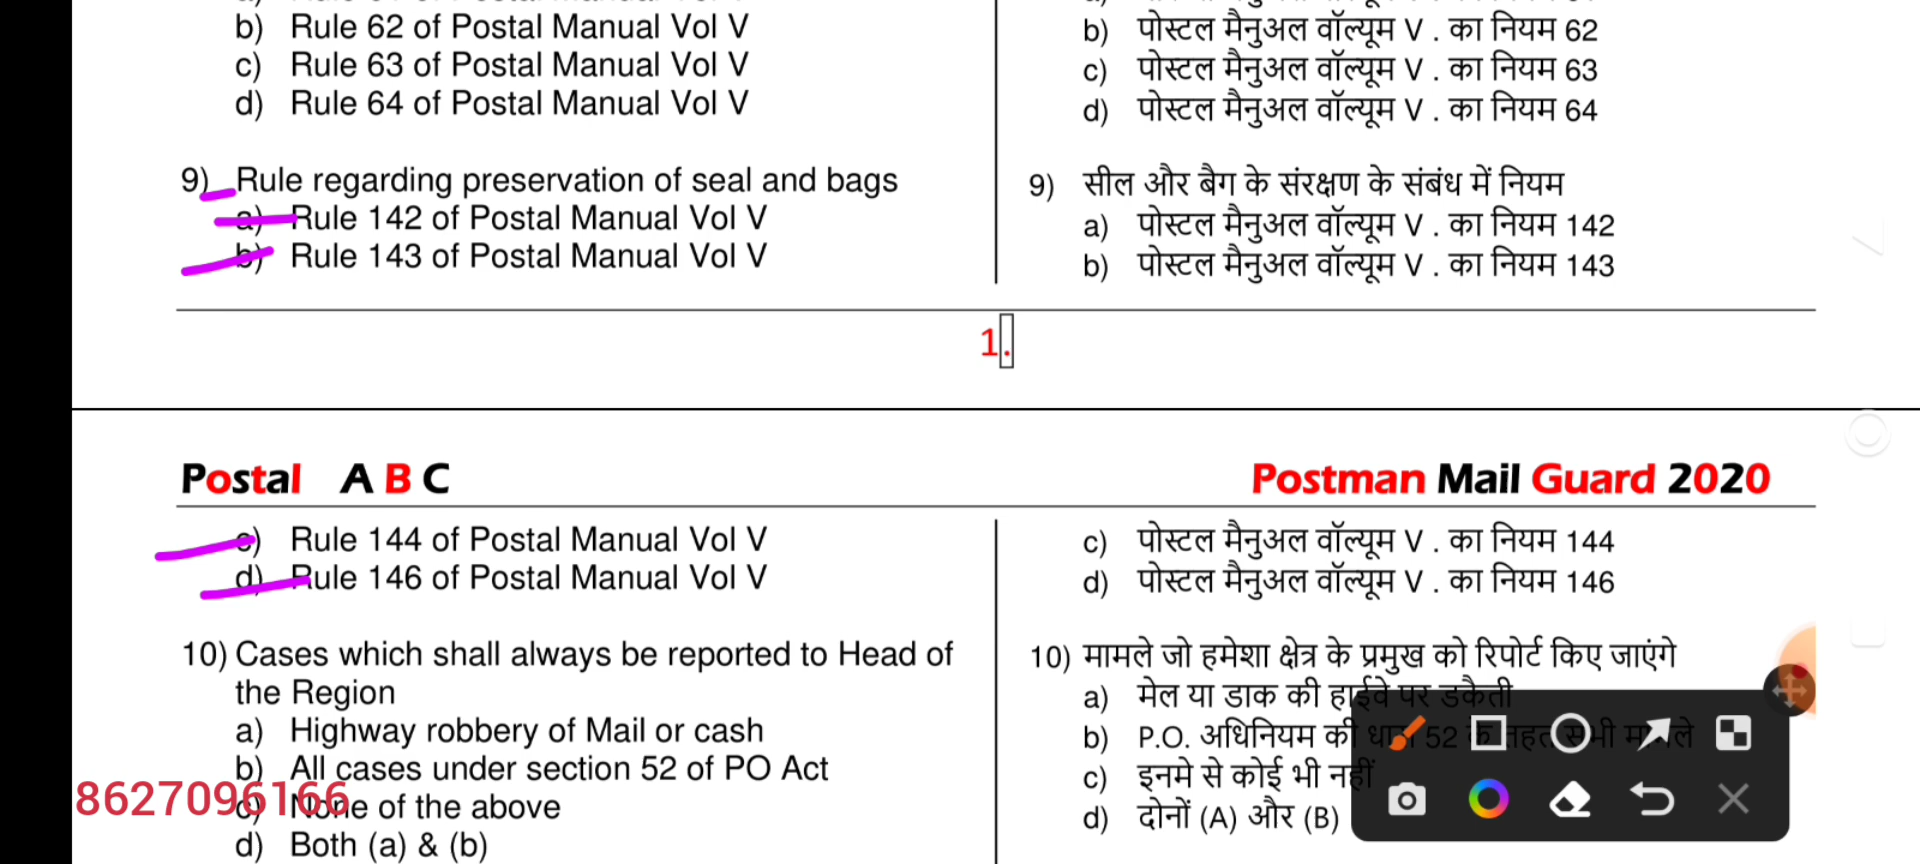 b) Rule 62 of Postal Manual Vol V
c) Rule 63 of Postal Manual Vol V
d) Rule 64 of Postal Manual Vol V
9) Rule regarding preservation of seal and bags
a) Rule 142 of Postal Manual Vol V
b) Rule 143 of Postal Manual Vol V
b) पोस्टल मैनुअल वॉल्यूम V . का नियम 62
c) पोस्टल मैनुअल वॉल्यूम V . का नियम 63
d) पोस्टल मैनुअल वॉल्यूम V . का नियम 64
9) सील और बैग के संरक्षण के संबंध में नियम
a) पोस्टल मैनुअल वॉल्यूम V . का नियम 142
b) पोस्टल मैनुअल वॉल्यूम V . का नियम 143
1.
Postal A B C
Postman Mail Guard 2020
c) Rule 144 of Postal Manual Vol V
d) Rule 146 of Postal Manual Vol V
10) Cases which shall always be reported to Head of
the Region
a) Highway robbery of Mail or cash
b) All cases under section 52 of PO Act
c) None of the above
d) Both (a) & (b)
8627096166
c) पोस्टल मैनुअल वॉल्यूम V . का नियम 144
d) पोस्टल मैनुअल वॉल्यूम V . का नियम 146
10) मामले जो हमेशा क्षेत्र के प्रमुख को रिपोर्ट किए जाएंगे
a) मेल या डाक की हाईवे पर डकैती
b) P.O. अधिनियम की धारा 52 के तहत सभी मामले
c) इनमे से कोई भी नहीं
d) दोनों (A) और (B)